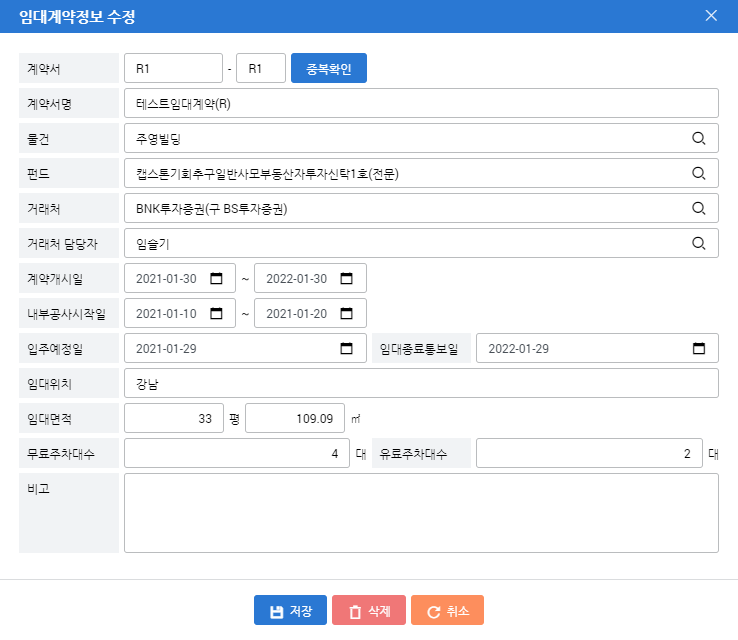 임대계약정보 수정
계약서 R1 - R1 중복확인
계약서명 테스트임대계약(R)
물건 주영빌딩
펀드 캡스톤기회추구일반사모부동산자투자신탁1호(전문)
거래처 BNK투자증권(구 BS투자증권)
거래처 담당자 임슬기
계약개시일 2021-01-30 ~ 2022-01-30
내부공사시작일 2021-01-10 ~ 2021-01-20
입주예정일 2021-01-29 임대종료통보일 2022-01-29
임대위치 강남
임대면적 33 평 109.09 ㎡
무료주차대수 4 대 유료주차대수 2 대
비고
저장 삭제 취소